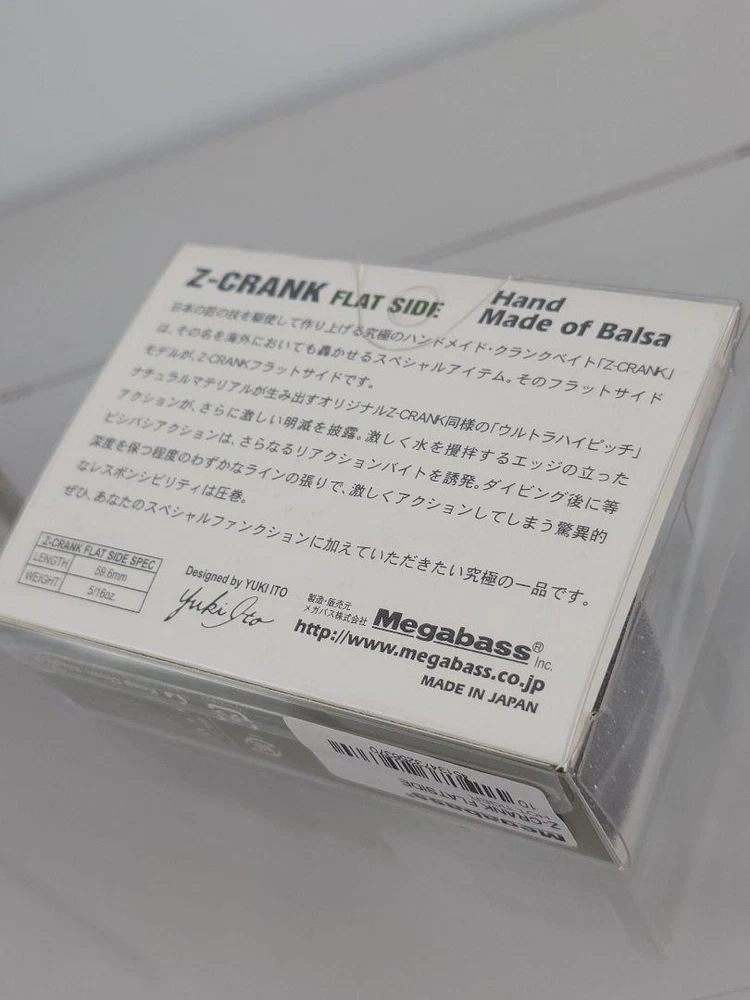 Z-CRANK FLAT SIDE
Hand
Made of Balsa
日本の匠の技を駆使して作り上げる究極のハンドメイド・クランクベイト「Z-CRANK」
は、その名を海外においても轟かせるスペシャルアイテム。そのフラットサイド
モデルが、Z-CRANKフラットサイドです。
ナチュラルマテリアルが生み出すオリジナルZ-CRANK同様の「ウルトラハイピッチ」
アクションが、さらに激しい明滅を披露。激しく水を攪拌するエッジの立った
ビシバシアクションは、さらなるリアクションバイトを誘発。ダイビング後に等
深度を保つ程度のわずかなラインの張りで、激しくアクションしてしまう驚異的
なレスポンシビリティは圧巻。
ぜひ、あなたのスペシャルファンクションに加えていただきたい究極の一品です。
Z-CRANK FLAT SIDE SPEC
LENGTH 59.6mm
WEIGHT 5/16oz.
Designed by YUKI ITO
Yuki Ito
製造・販売元
メガバス株式会社
Megabass® Inc.
http://www.megabass.co.jp
MADE IN JAPAN
10
Z-CRANK FLATSIDE
Megabass